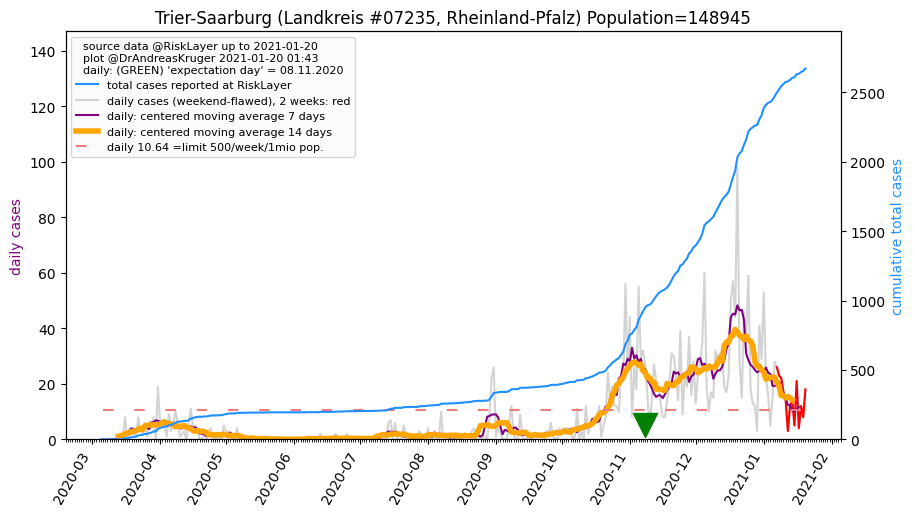 Trier-Saarburg (Landkreis #07235, Rheinland-Pfalz) Population=148945
source data @RiskLayer up to 2021-01-20
plot @DrAndreasKruger 2021-01-20 01:43
daily: (GREEN) 'expectation day' = 08.11.2020
total cases reported at RiskLayer
daily cases (weekend-flawed), 2 weeks: red
daily: centered moving average 7 days
daily: centered moving average 14 days
daily 10.64 =limit 500/week/1mio pop.
daily cases
140
120
100
80
60
40
20
0
cumulative total cases
2500
2000
1500
1000
500
0
2020-03
2020-04
2020-05
2020-06
2020-07
2020-08
2020-09
2020-10
2020-11
2020-12
2021-01
2021-02